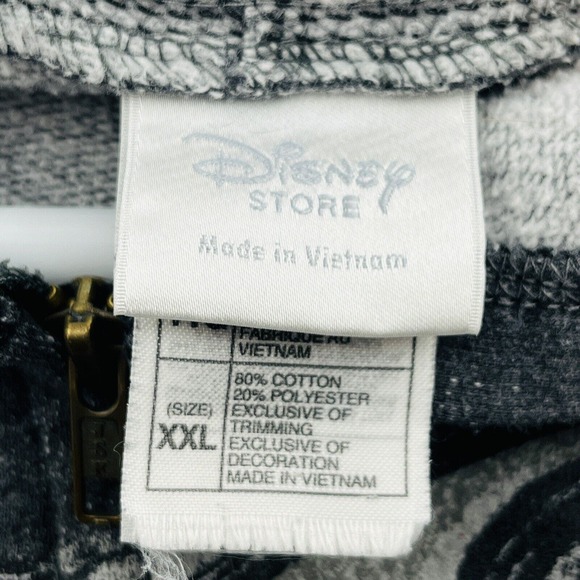 Disney
STORE
Made in Vietnam
FABRIQUÉ AU
VIETNAM
(SIZE)
XXL
80% COTTON
20% POLYESTER
EXCLUSIVE OF
TRIMMING
EXCLUSIVE OF
DECORATION
MADE IN VIETNAM